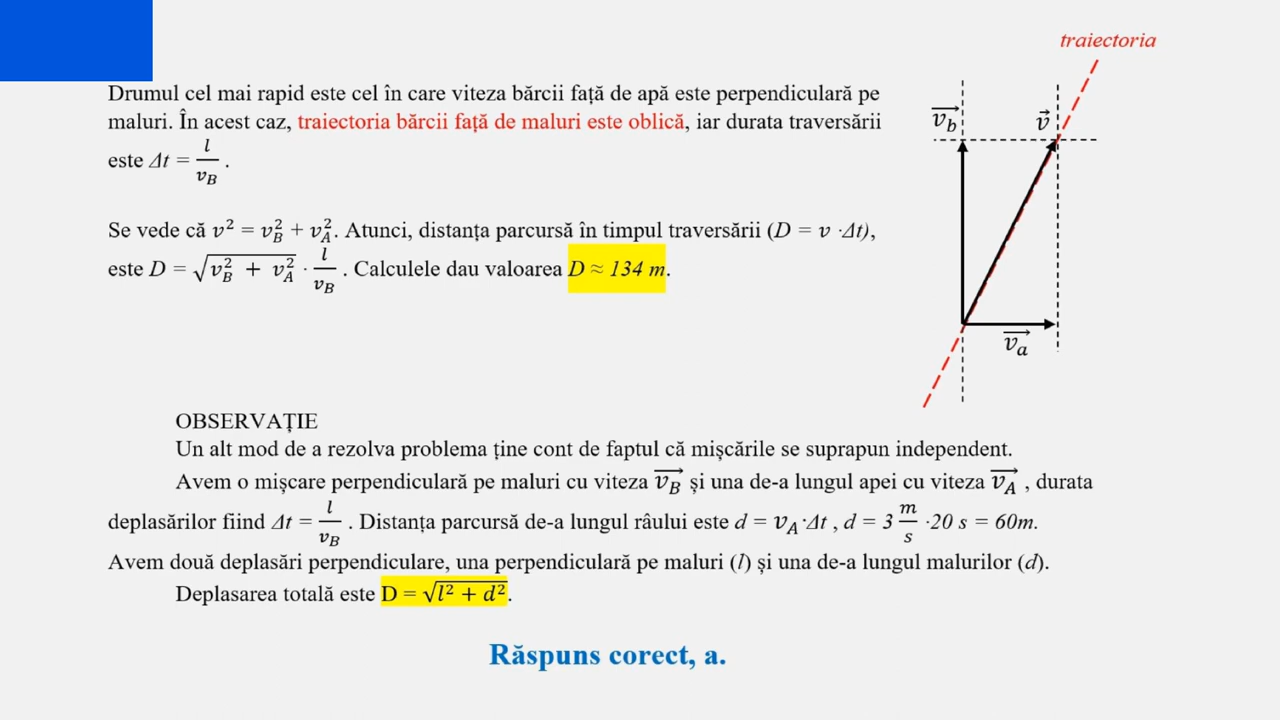 traiectoria
Drumul cel mai rapid este cel în care viteza bărcii față de apă este perpendiculară pe
maluri. În acest caz, traiectoria bărcii față de maluri este oblică, iar durata traversării
este Δt = l/v_B .
Se vede că v² = v_B² + v_A². Atunci, distanța parcursă în timpul traversării (D = v ·Δt),
este D = √(v_B² + v_A²) · l/v_B . Calculele dau valoarea D ≈ 134 m.
v_b⃗
v⃗
v_a⃗
OBSERVAȚIE
Un alt mod de a rezolva problema ține cont de faptul că mișcările se suprapun independent.
Avem o mișcare perpendiculară pe maluri cu viteza v_B⃗ și una de-a lungul apei cu viteza v_A⃗ , durata
deplasărilor fiind Δt = l/v_B . Distanța parcursă de-a lungul râului este d = v_A·Δt , d = 3 m/s ·20 s = 60m.
Avem două deplasări perpendiculare, una perpendiculară pe maluri (l) și una de-a lungul malurilor (d).
Deplasarea totală este D = √(l² + d²).
Răspuns corect, a.